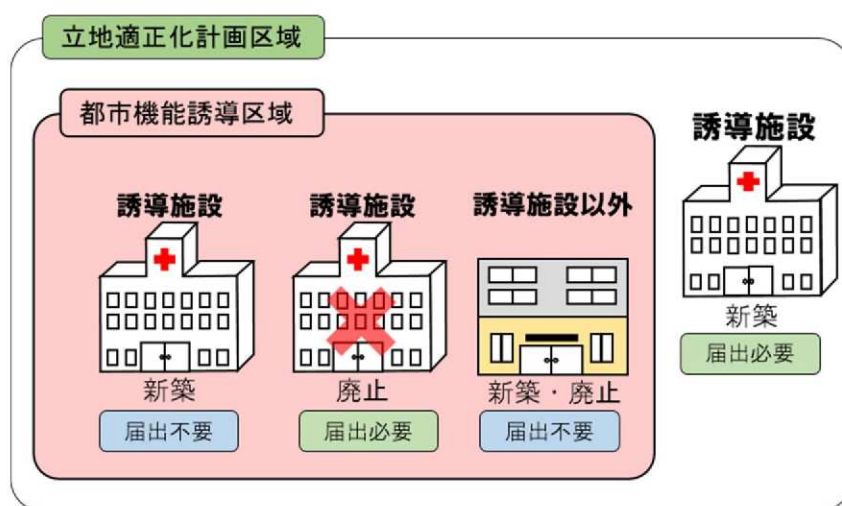 立地適正化計画区域
都市機能誘導区域
誘導施設
新築
届出不要
誘導施設
廃止
届出必要
誘導施設以外
新築・廃止
届出不要
誘導施設
新築
届出必要